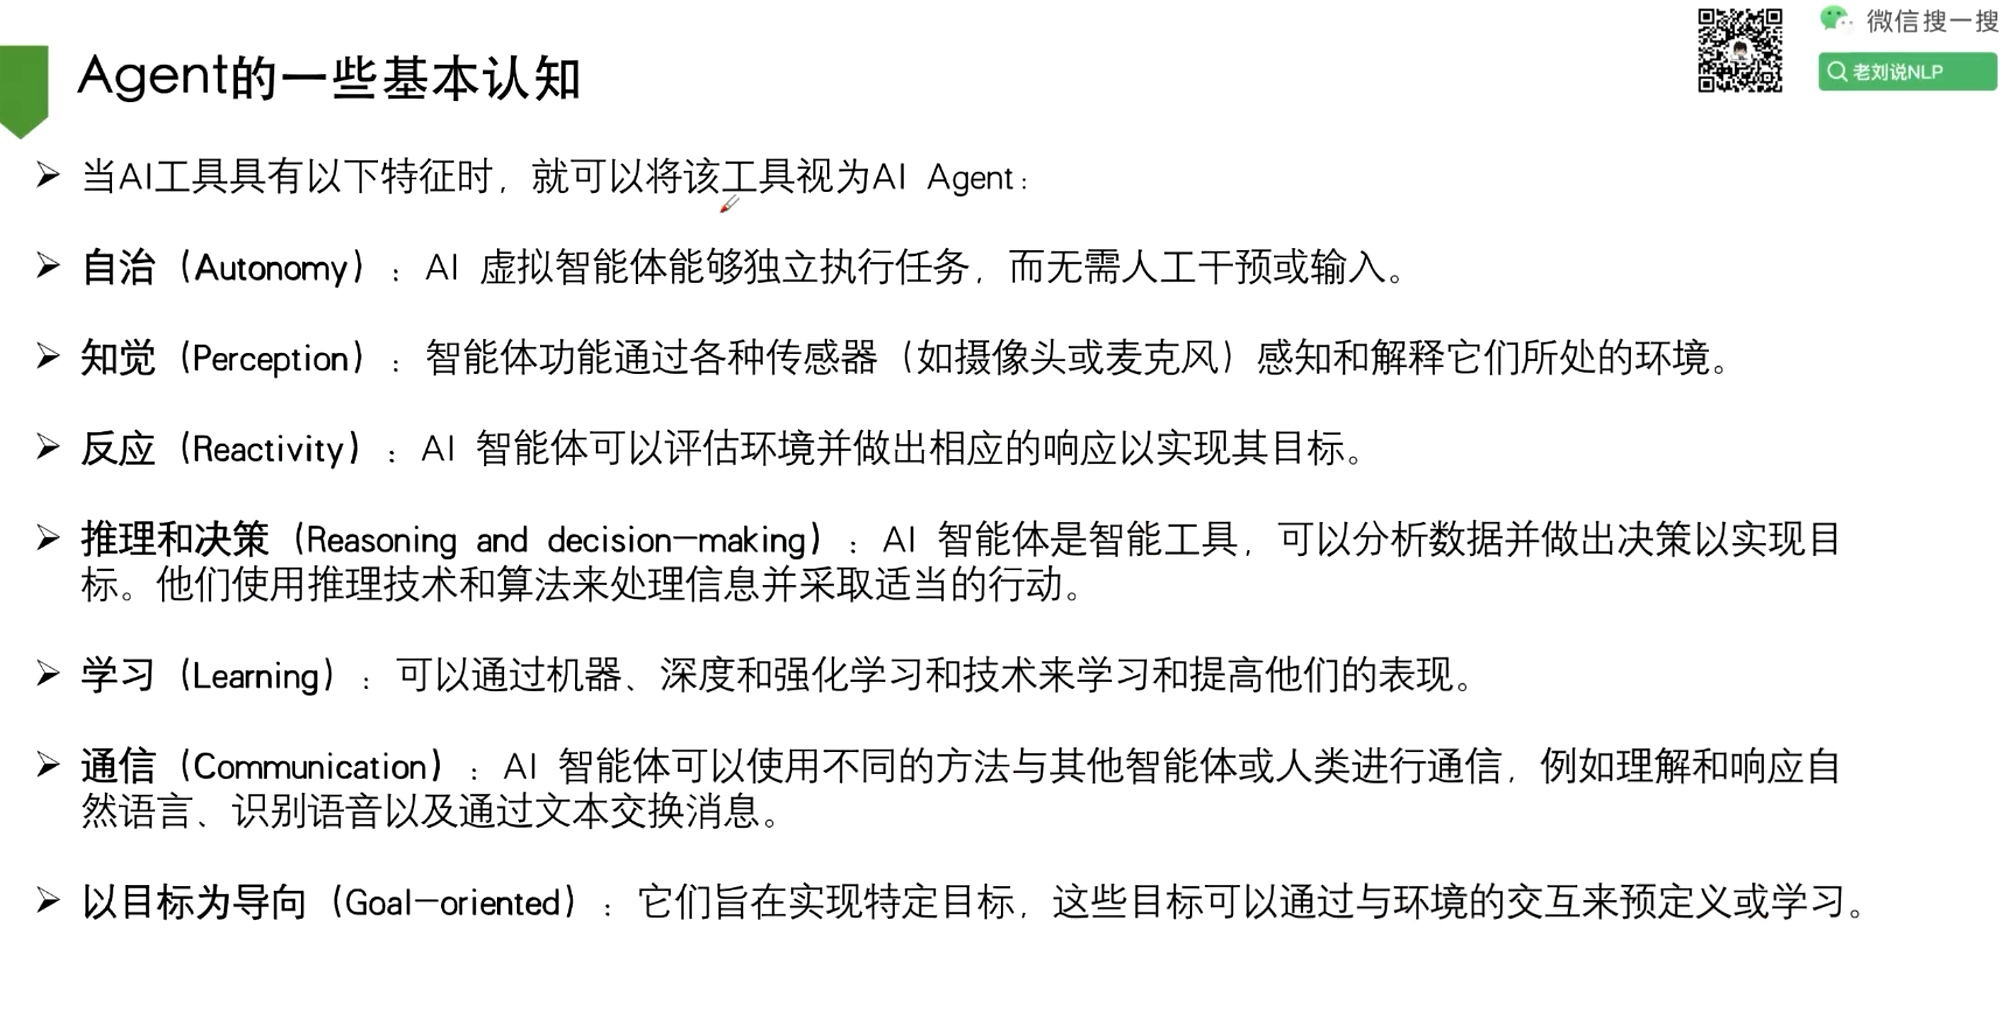 微信搜一搜
老刘说NLP
Agent的一些基本认知
当AI工具具有以下特征时，就可以将该工具视为AI Agent：
自治（Autonomy）：AI 虚拟智能体能够独立执行任务，而无需人工干预或输入。
知觉（Perception）：智能体功能通过各种传感器（如摄像头或麦克风）感知和解释它们所处的环境。
反应（Reactivity）：AI 智能体可以评估环境并做出相应的响应以实现其目标。
推理和决策（Reasoning and decision-making）：AI 智能体是智能工具，可以分析数据并做出决策以实现目
标。他们使用推理技术和算法来处理信息并采取适当的行动。
学习（Learning）：可以通过机器、深度和强化学习和技术来学习和提高他们的表现。
通信（Communication）：AI 智能体可以使用不同的方法与其他智能体或人类进行通信，例如理解和响应自
然语言、识别语音以及通过文本交换消息。
以目标为导向（Goal-oriented）：它们旨在实现特定目标，这些目标可以通过与环境的交互来预定义或学习。